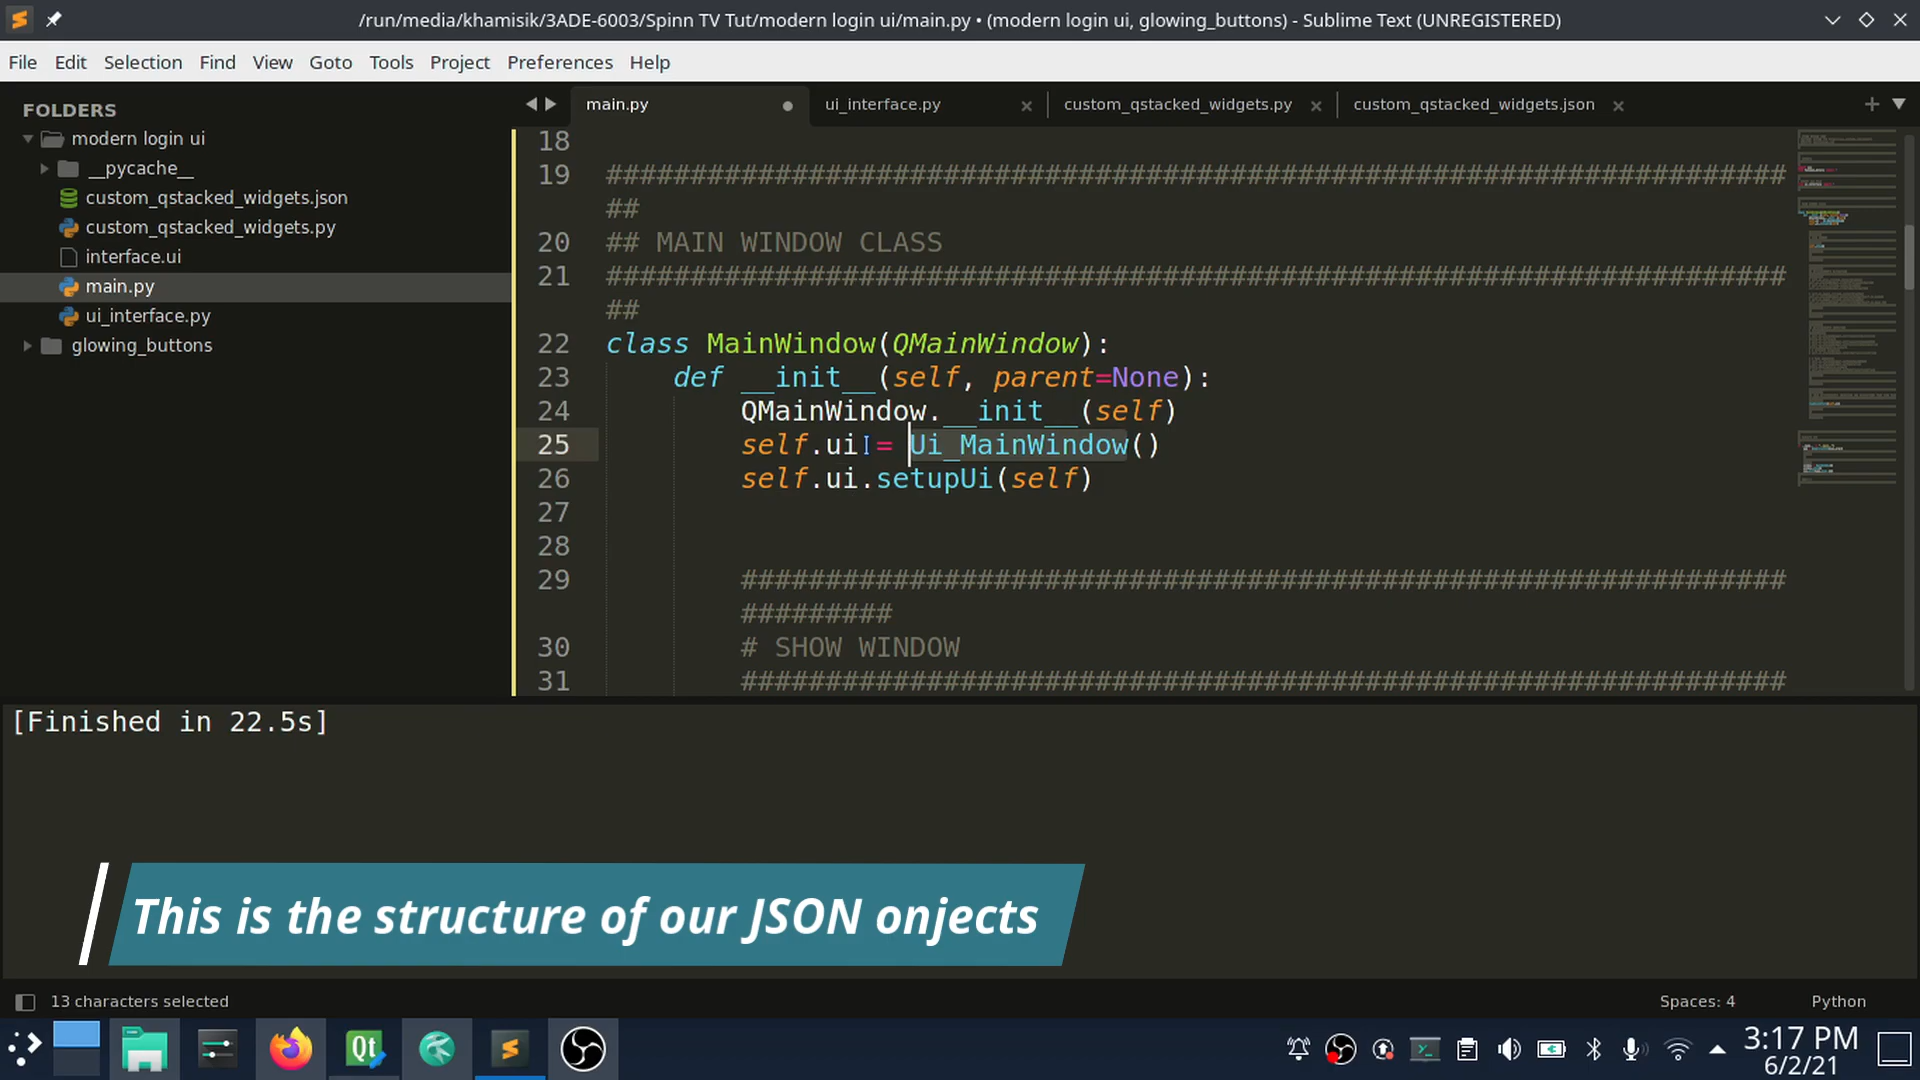 /run/media/khamisik/3ADE-6003/Spinn TV Tut/modern login ui/main.py • (modern login ui, glowing_buttons) - Sublime Text (UNREGISTERED)
File Edit Selection Find View Goto Tools Project Preferences Help
FOLDERS
modern login ui
__pycache__
custom_qstacked_widgets.json
custom_qstacked_widgets.py
interface.ui
main.py
ui_interface.py
glowing_buttons
main.py ui_interface.py custom_qstacked_widgets.py custom_qstacked_widgets.json
18
19 ######################################################################
##
20 ## MAIN WINDOW CLASS
21 ######################################################################
##
22 class MainWindow(QMainWindow):
23 def __init__(self, parent=None):
24 QMainWindow.__init__(self)
25 self.ui = Ui_MainWindow()
26 self.ui.setupUi(self)
27
28
29 ##############################################################
#########
30 # SHOW WINDOW
31 ##############################################################
[Finished in 22.5s]
This is the structure of our JSON onjects
13 characters selected Spaces: 4 Python
Qt
3:17 PM
6/2/21